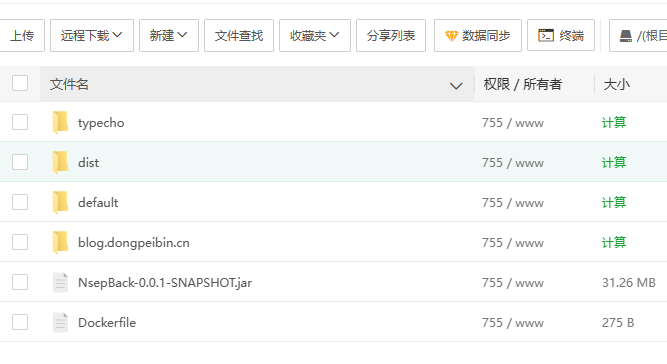 上传 远程下载 新建 文件查找 收藏夹 分享列表 数据同步 终端 /(根目
文件名 权限 / 所有者 大小
typecho 755 / www 计算
dist 755 / www 计算
default 755 / www 计算
blog.dongpeibin.cn 755 / www 计算
NsepBack-0.0.1-SNAPSHOT.jar 755 / www 31.26 MB
Dockerfile 755 / www 275 B